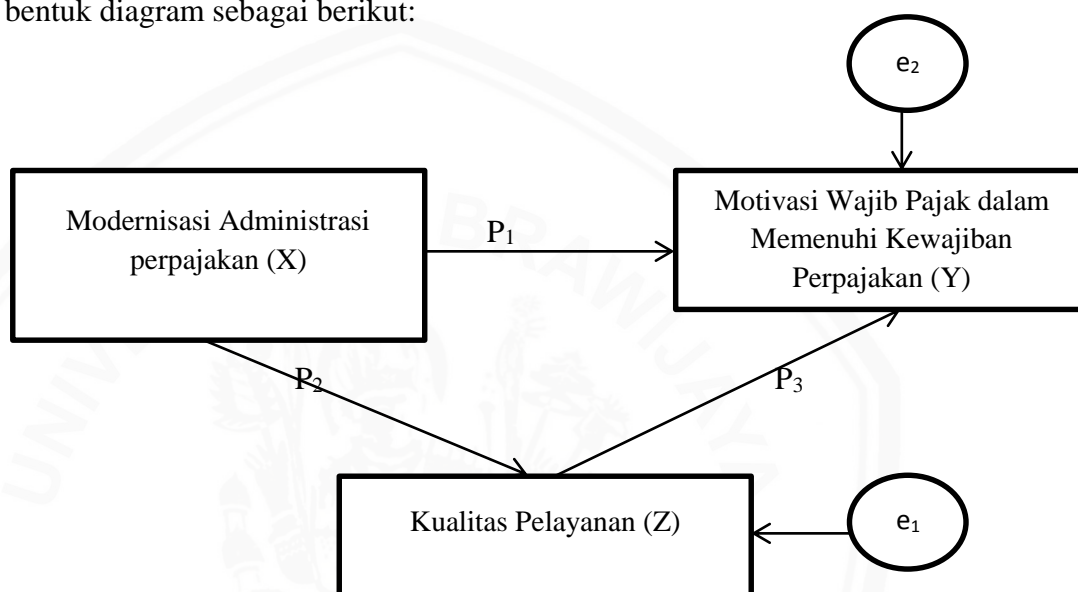 bentuk diagram sebagai berikut:
e₂
Modernisasi Administrasi
perpajakan (X)
P₁
Motivasi Wajib Pajak dalam
Memenuhi Kewajiban
Perpajakan (Y)
P₂
P₃
Kualitas Pelayanan (Z)
e₁
BRAWIJAYA